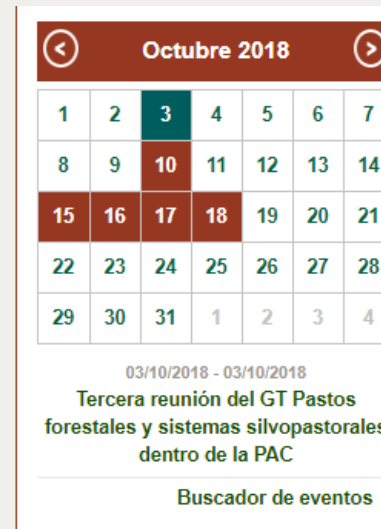 Octubre 2018
1 2 3 4 5 6 7
8 9 10 11 12 13 14
15 16 17 18 19 20 21
22 23 24 25 26 27 28
29 30 31 1 2 3 4
03/10/2018 - 03/10/2018
Tercera reunión del GT Pastos
forestales y sistemas silvopastorales
dentro de la PAC
Buscador de eventos